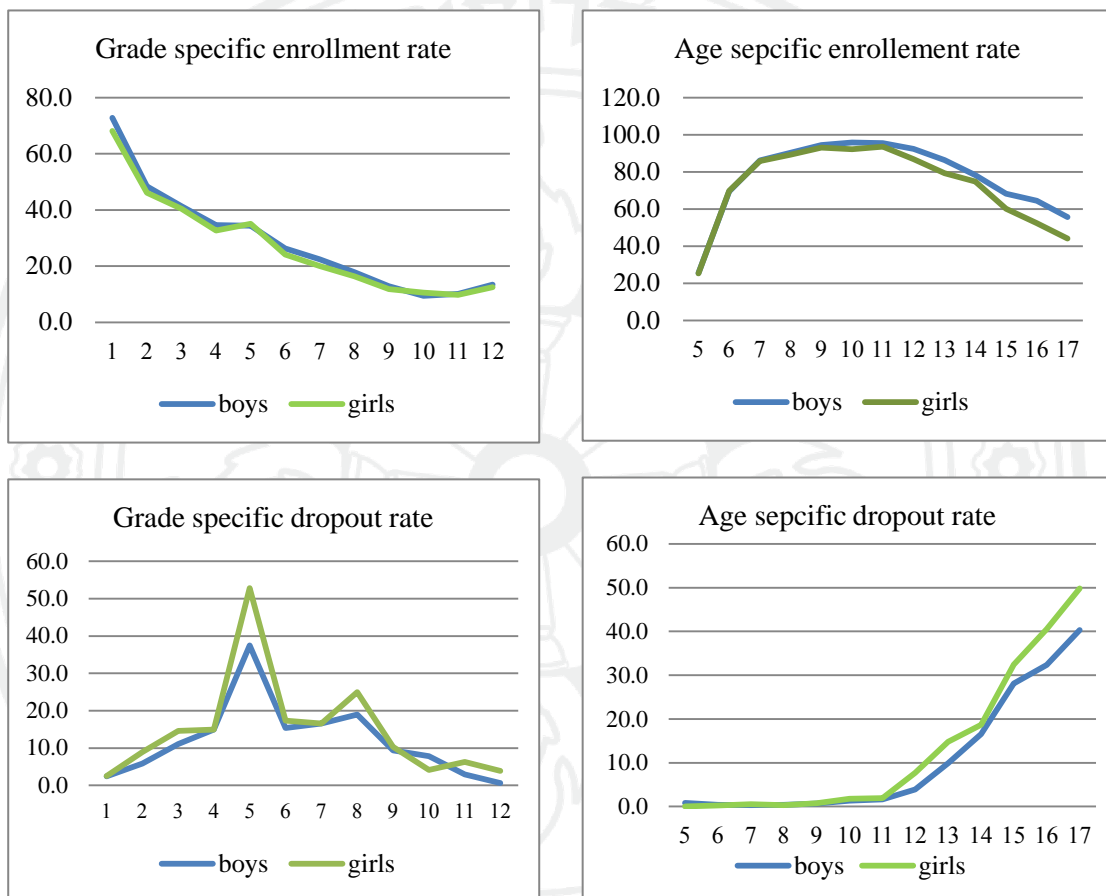 Grade specific enrollment rate
80.0
60.0
40.0
20.0
0.0
1 2 3 4 5 6 7 8 9 10 11 12
boys girls
Age sepcific enrollement rate
120.0
100.0
80.0
60.0
40.0
20.0
0.0
5 6 7 8 9 10 11 12 13 14 15 16 17
boys girls
Grade specific dropout rate
60.0
50.0
40.0
30.0
20.0
10.0
0.0
1 2 3 4 5 6 7 8 9 10 11 12
boys girls
Age sepcific dropout rate
60.0
50.0
40.0
30.0
20.0
10.0
0.0
5 6 7 8 9 10 11 12 13 14 15 16 17
boys girls